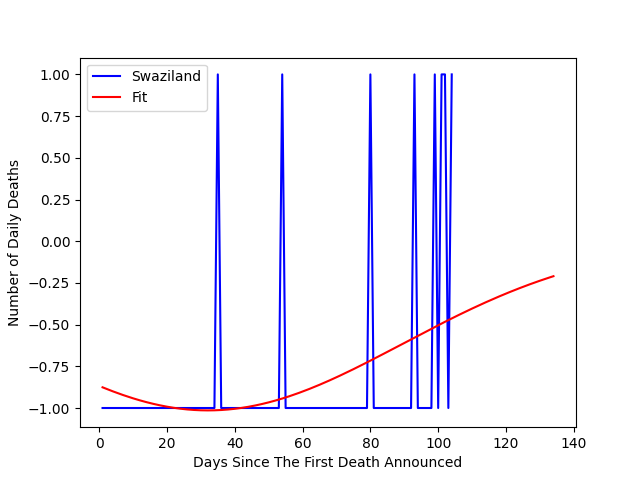 Swaziland
Fit
1.00
0.75
0.50
0.25
0.00
−0.25
−0.50
−0.75
−1.00
Number of Daily Deaths
0 20 40 60 80 100 120 140
Days Since The First Death Announced